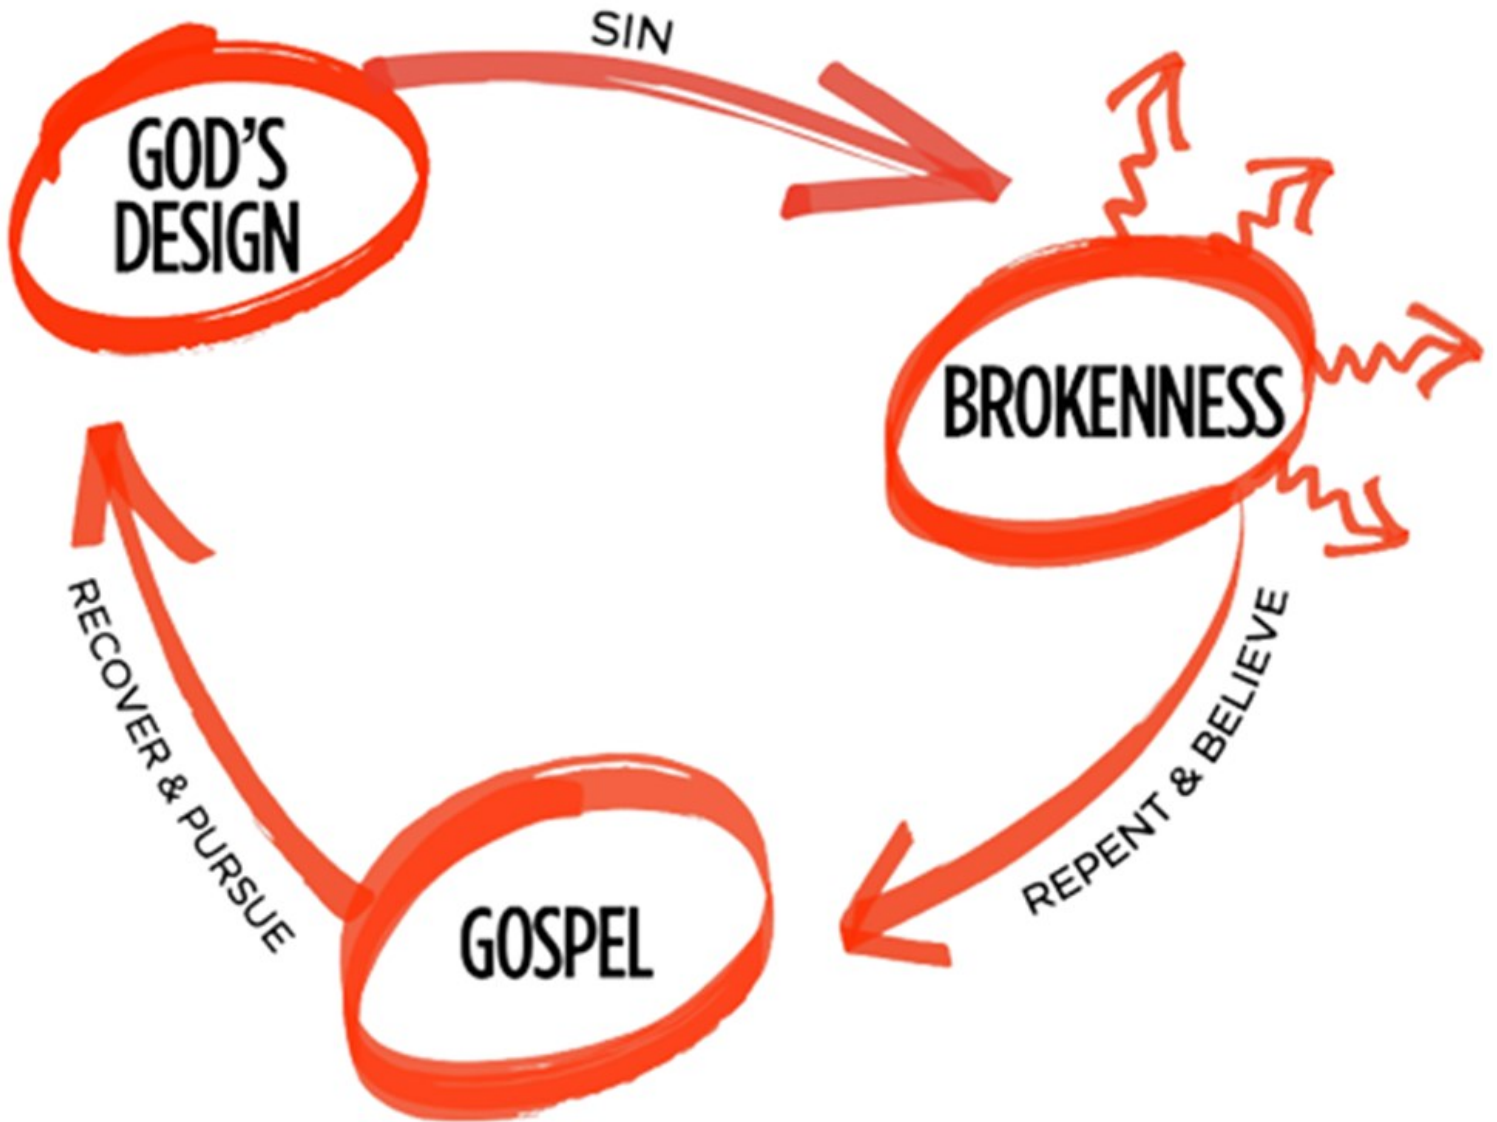 SIN
GOD'S
DESIGN
BROKENNESS
REPENT & BELIEVE
GOSPEL
RECOVER & PURSUE